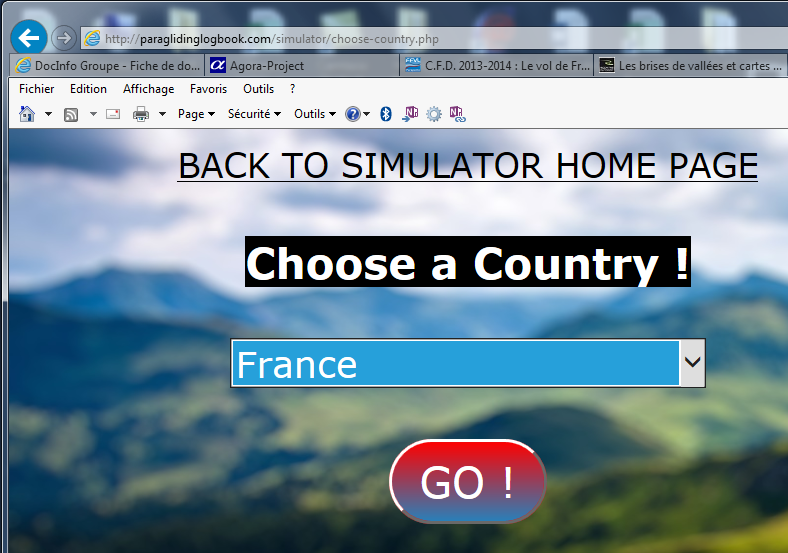 http://paraglidinglogbook.com/simulator/choose-country.php
DocInfo Groupe - Fiche de do... Agora-Project C.F.D. 2013-2014 : Le vol de Fr... Les brises de vallées et cartes ...
Fichier Edition Affichage Favoris Outils ?
Page Sécurité Outils
BACK TO SIMULATOR HOME PAGE
Choose a Country !
France
GO !